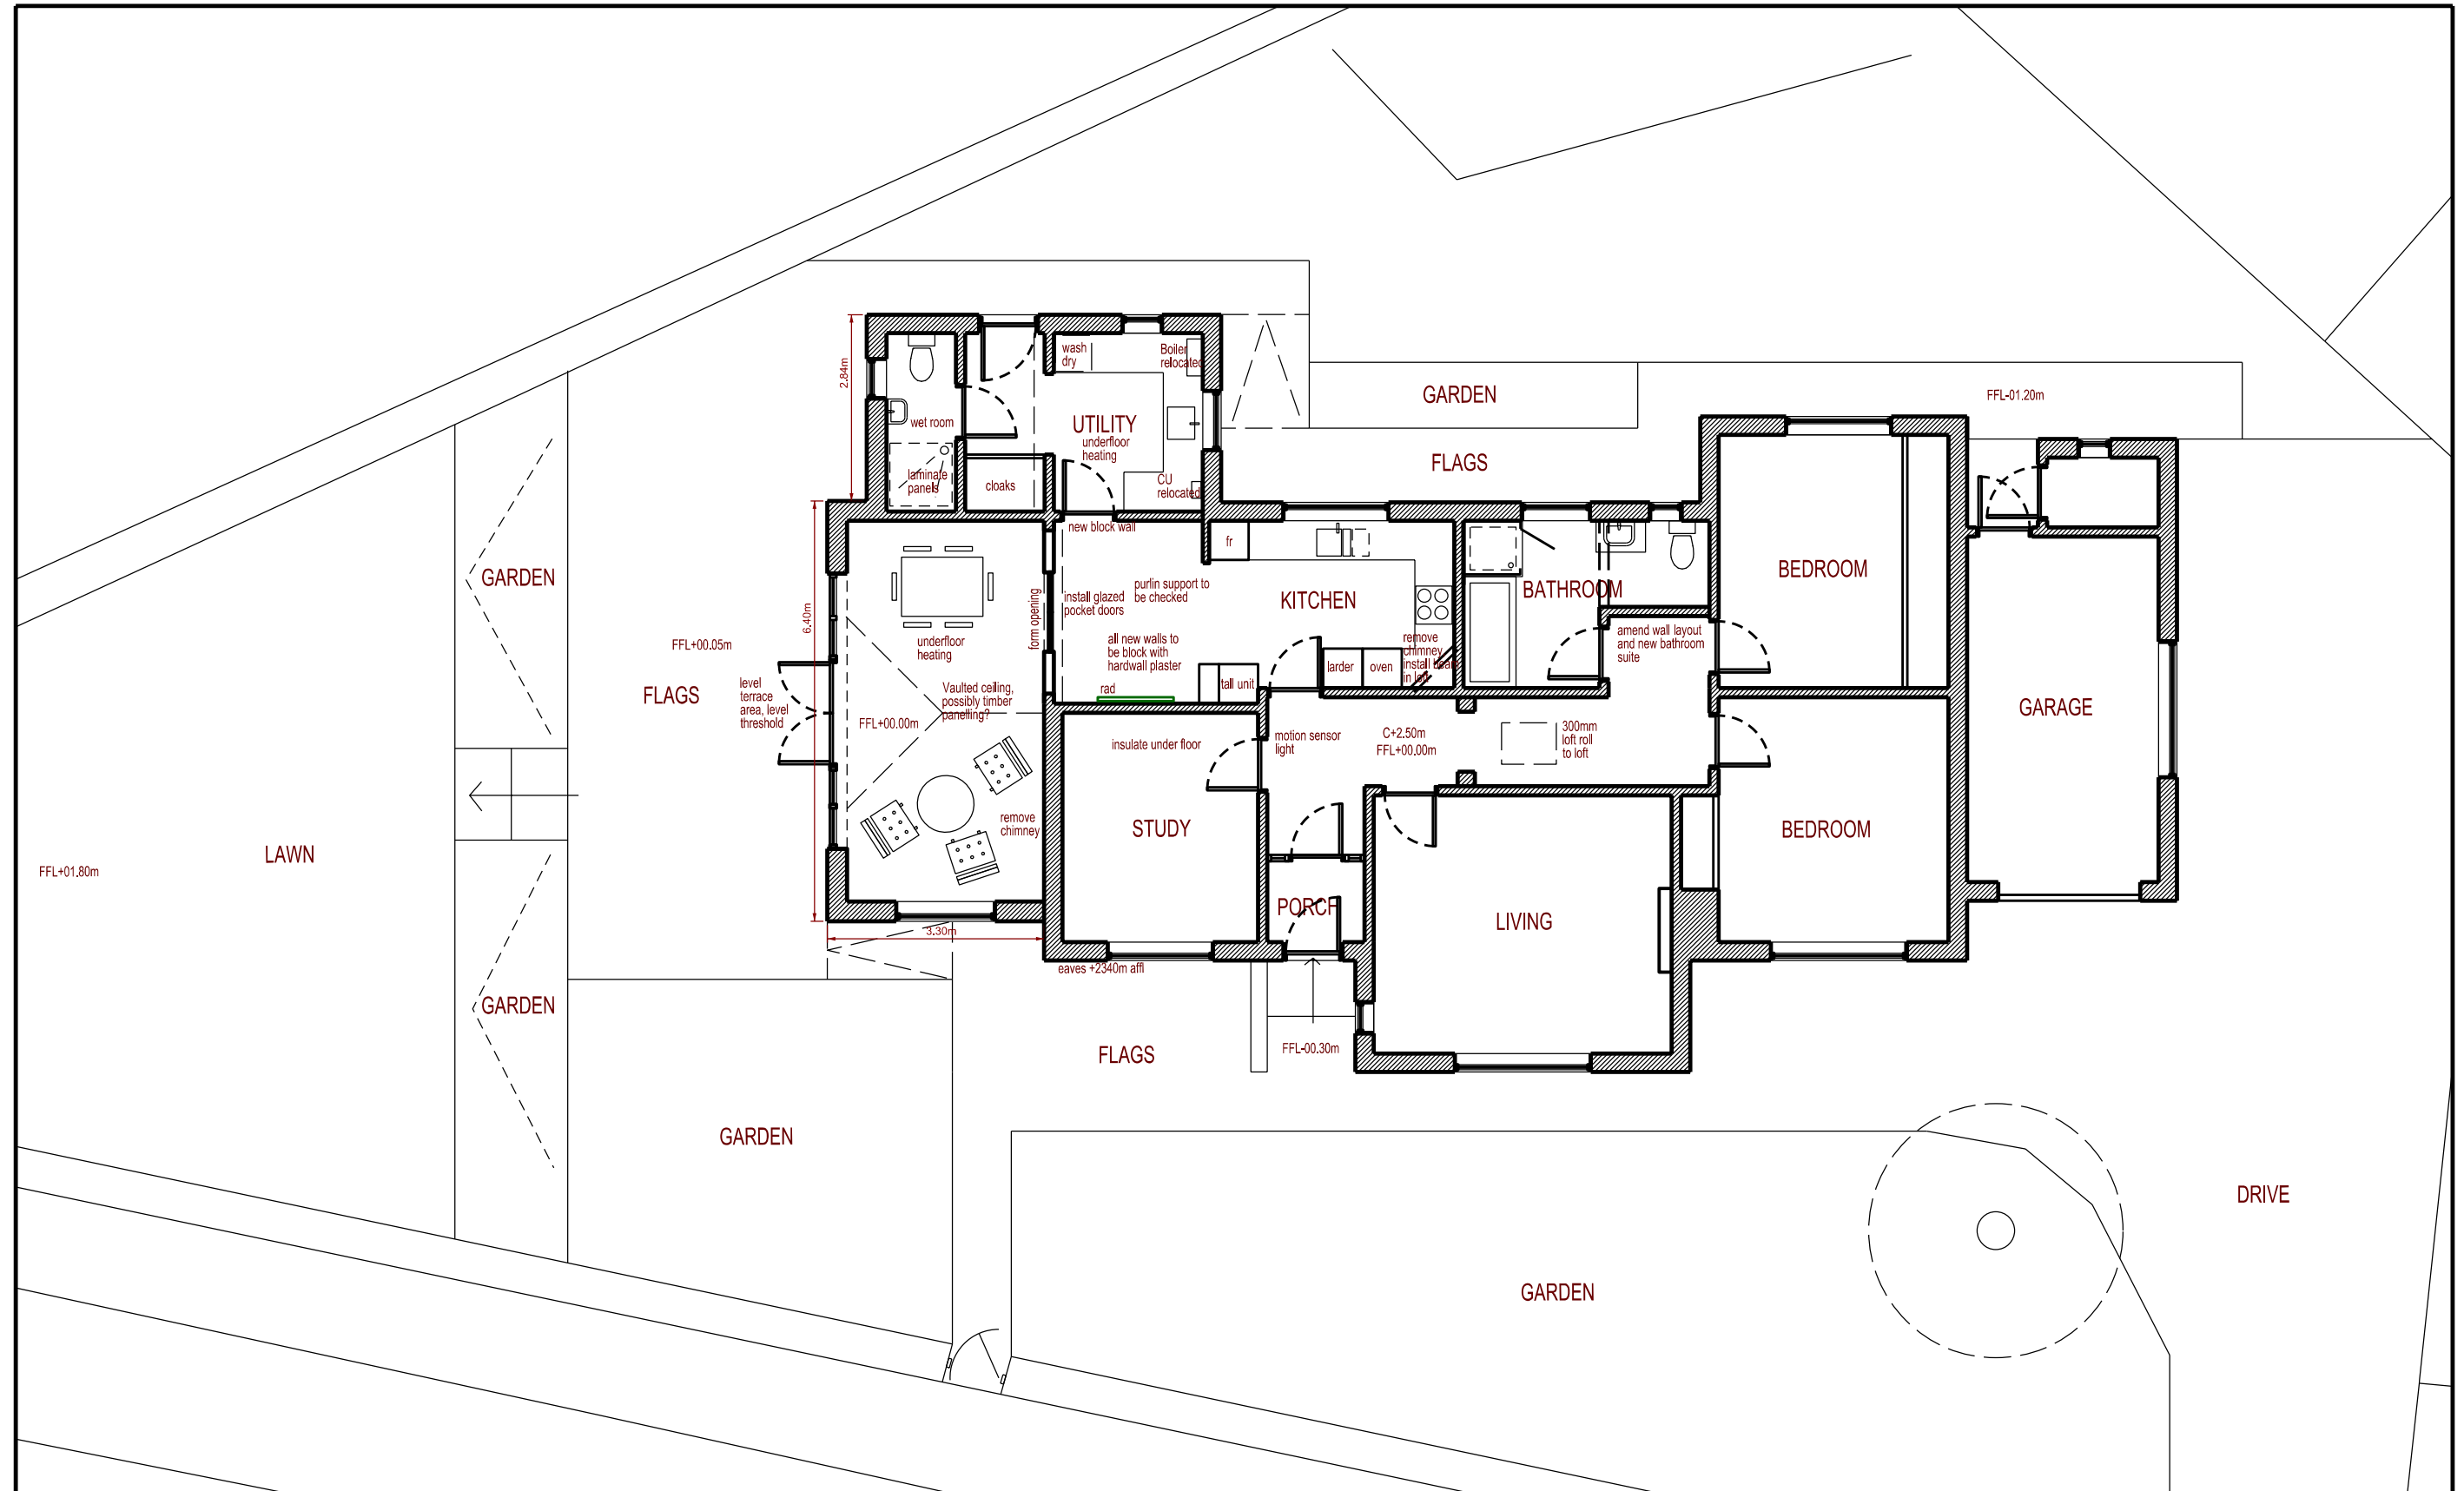 2.84m
wash
dry
Boiler
relocated
wet room
UTILITY
underfloor
heating
laminate
panels
cloaks
CU
relocated
GARDEN
FFL-01.20m
FLAGS
new block wall
fr
GARDEN
6.40m
form opening
install glazed
pocket doors
purlin support to
be checked
KITCHEN
BATHROOM
BEDROOM
FFL+00.05m
underfloor
heating
all new walls to
be block with
hardwall plaster
remove
chimney
install beam
in loft
amend wall layout
and new bathroom
suite
larder
oven
tall unit
rad
FLAGS
level
terrace
area, level
threshold
Vaulted ceiling,
possibly timber
panelling?
FFL+00.00m
GARAGE
insulate under floor
motion sensor
light
C+2.50m
FFL+00.00m
300mm
loft roll
to loft
remove
chimney
STUDY
BEDROOM
LAWN
FFL+01.80m
PORCH
LIVING
3.30m
eaves +2340m affl
GARDEN
FLAGS
FFL-00.30m
GARDEN
DRIVE
GARDEN